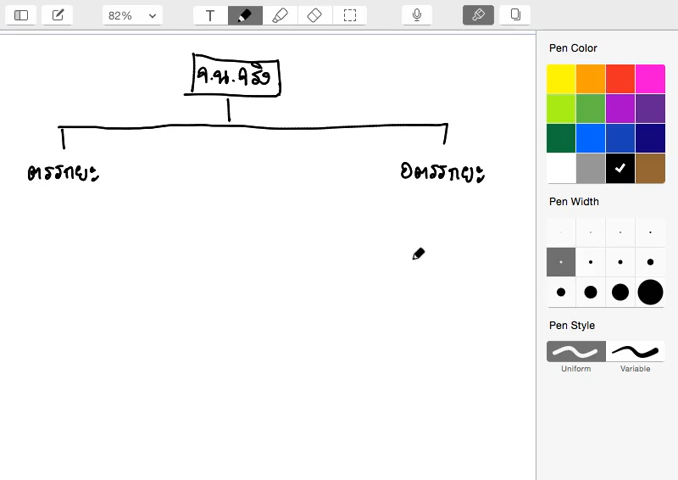 82%
T
Pen Color
จ.น.จริง
ตรรกยะ
อตรรกยะ
Pen Width
Pen Style
Uniform
Variable